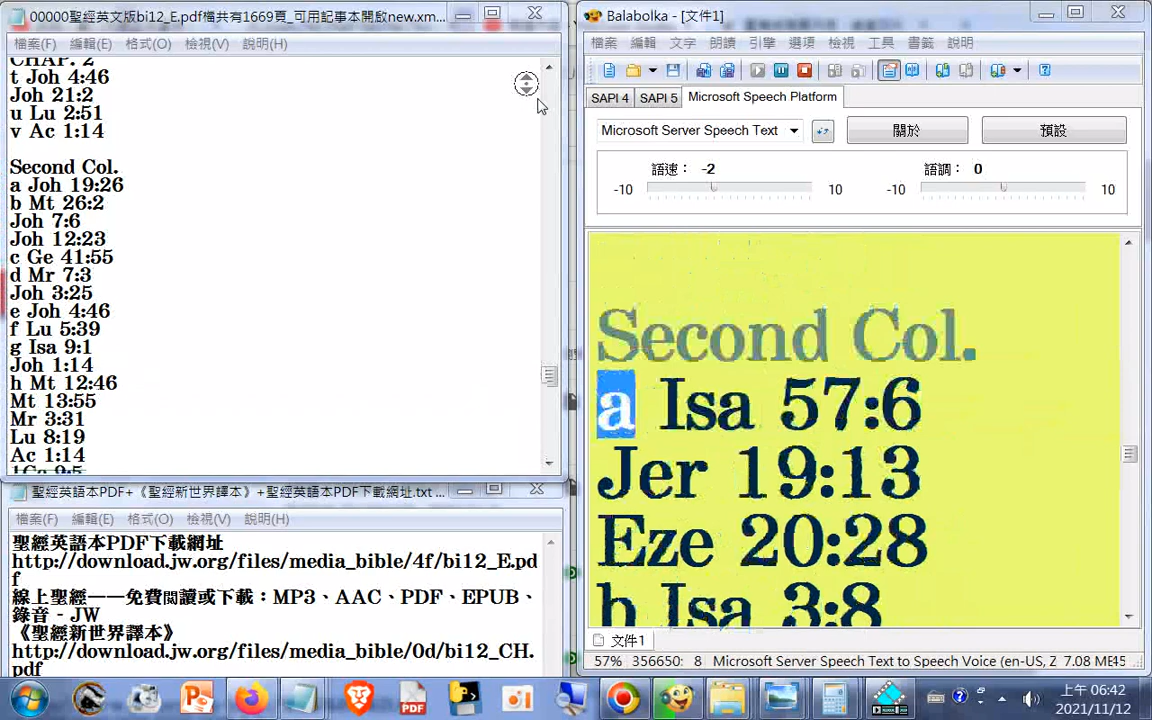 00000聖經英文版bi12_E.pdf檔共有1669頁_可用記事本開啟new.xm...
檔案(F) 編輯(E) 格式(O) 檢視(V) 說明(H)
CHAP. 2
t Joh 4:46
Joh 21:2
u Lu 2:51
v Ac 1:14
Second Col.
a Joh 19:26
b Mt 26:2
Joh 7:6
Joh 12:23
c Ge 41:55
d Mr 7:3
Joh 3:25
e Joh 4:46
f Lu 5:39
g Isa 9:1
Joh 1:14
h Mt 12:46
Mt 13:55
Mr 3:31
Lu 8:19
Ac 1:14
1Co 9:5
聖經英語本PDF+《聖經新世界譯本》+聖經英語本PDF下載網址.txt ...
檔案(F) 編輯(E) 格式(O) 檢視(V) 說明(H)
聖經英語本PDF下載網址
http://download.jw.org/files/media_bible/4f/bi12_E.pd
f
線上聖經——免費閱讀或下載：MP3、AAC、PDF、EPUB、
錄音 - JW
《聖經新世界譯本》
http://download.jw.org/files/media_bible/0d/bi12_CH.
pdf
Balabolka - [文件1]
檔案 編輯 文字 朗讀 引擎 選項 檢視 工具 書籤 說明
SAPI 4 SAPI 5 Microsoft Speech Platform
Microsoft Server Speech Text 關於 預設
語速： -2 語調： 0
-10 10 -10 10
Second Col.
a Isa 57:6
Jer 19:13
Eze 20:28
b Isa 3:8
文件1
57% 356650: 8 Microsoft Server Speech Text to Speech Voice (en-US, Z 7.08 ME45
PDF
上午 06:42
2021/11/12